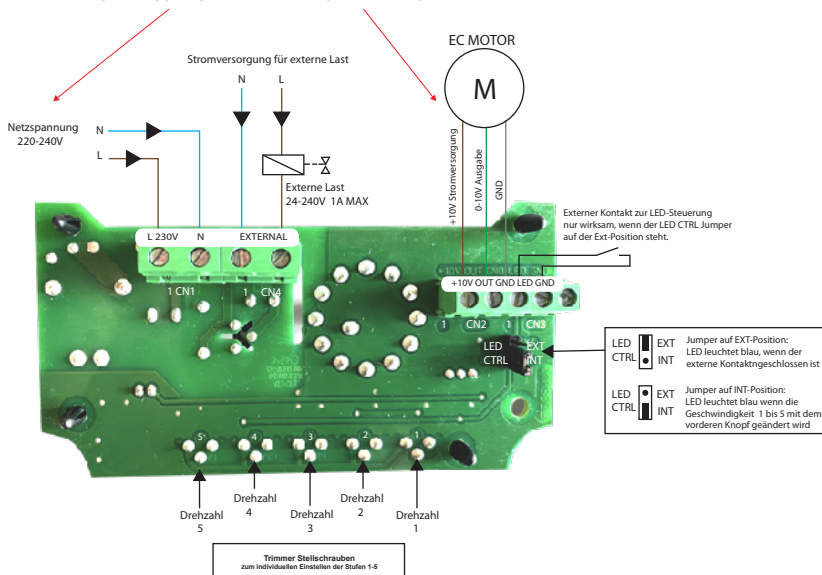 EC MOTOR
M
Stromversorgung für externe Last
N
L
Netzspannung
220-240V
N
L
Externe Last
24-240V 1A MAX
+10V Stromversorgung
0-10V Ausgabe
GND
Externer Kontakt zur LED-Steuerung
nur wirksam, wenn der LED CTRL Jumper
auf der Ext-Position steht.
L 230V N EXTERNAL
1 CN1 1 CN4
+10V OUT GND LED GND
+10V OUT GND LED GND
1 CN2 1 CN3
LED EXT
CTRL INT
LED EXT
CTRL INT
Jumper auf EXT-Position:
LED leuchtet blau, wenn der
externe Kontaktngeschlossen ist
LED EXT
CTRL INT
Jumper auf INT-Position:
LED leuchtet blau wenn die
Geschwindigkeit 1 bis 5 mit dem
vorderen Knopf geändert wird
5 4 3 2 1
Drehzahl
5
Drehzahl
4
Drehzahl
3
Drehzahl
2
Drehzahl
1
Trimmer Stellschrauben
zum individuellen Einstellen der Stufen 1-5